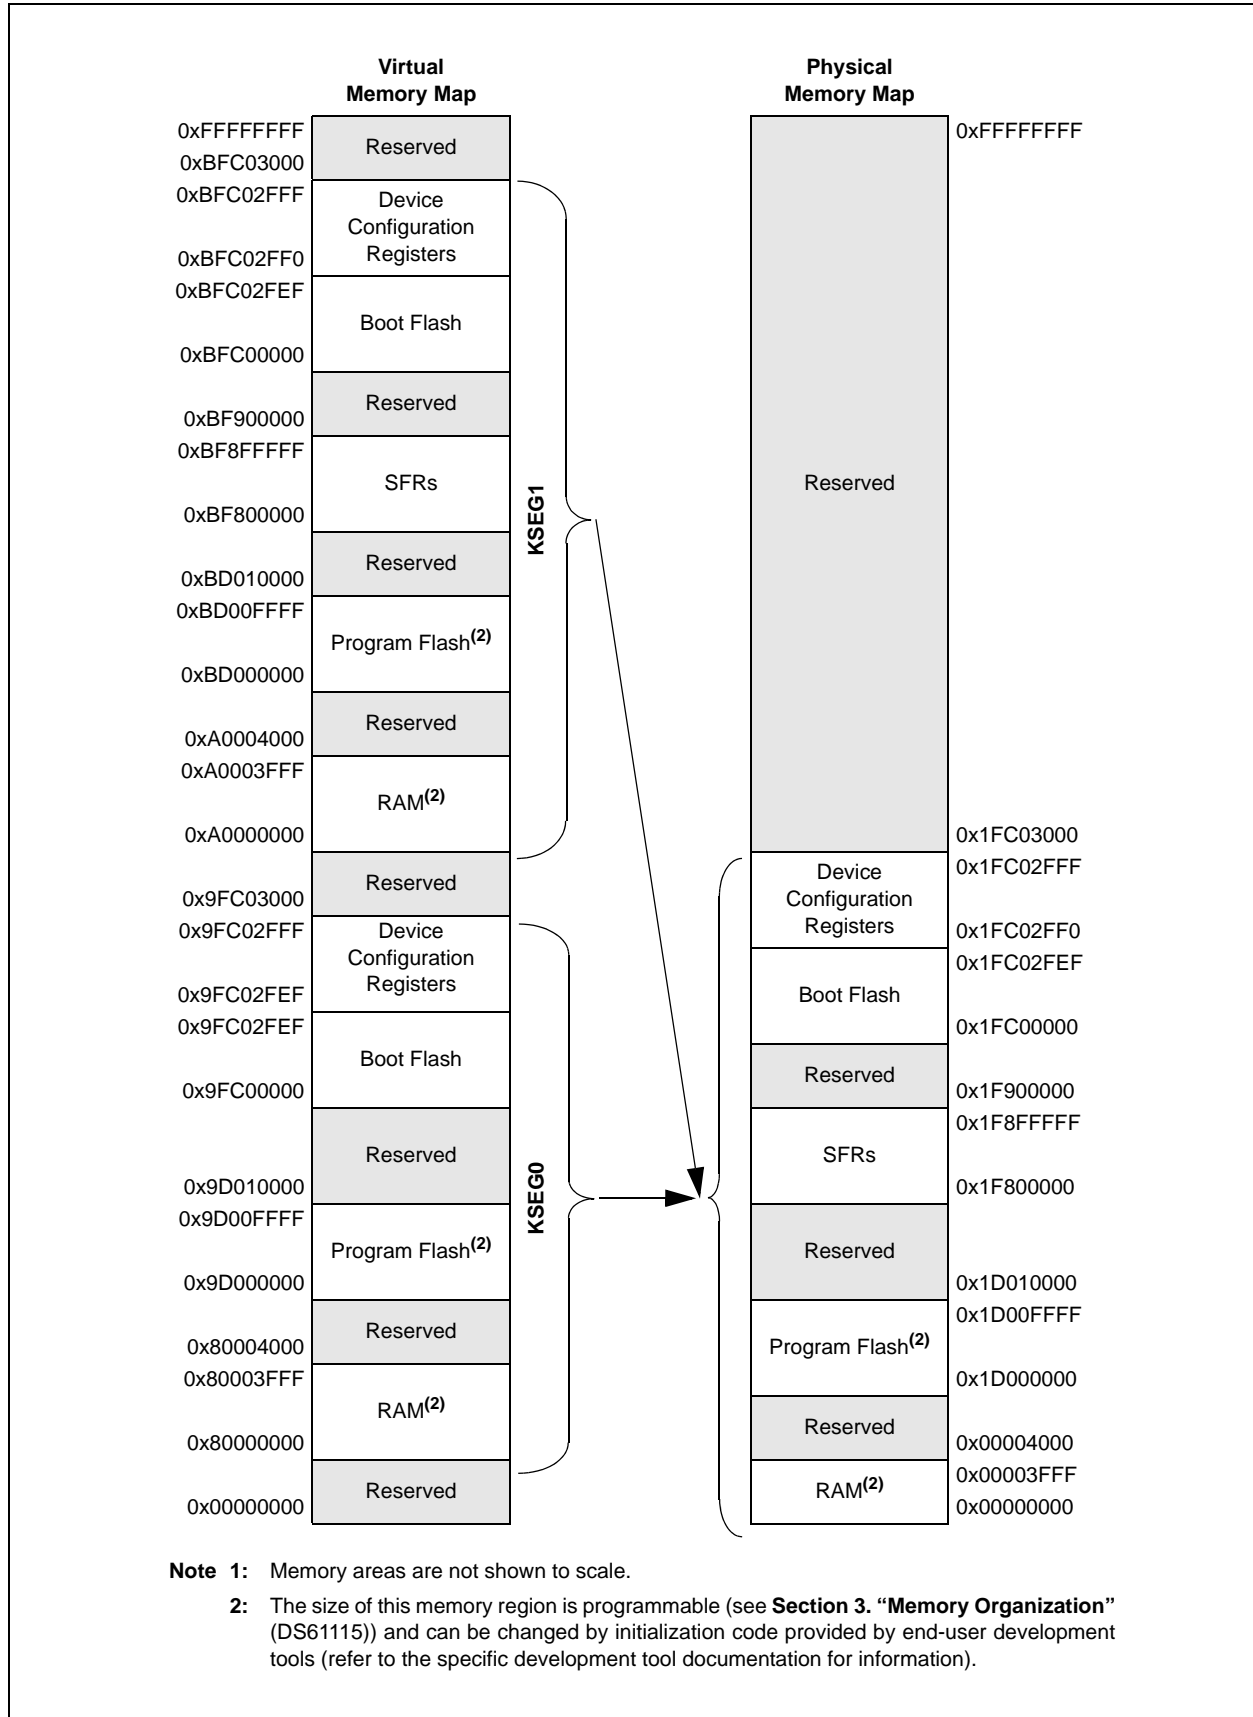 Virtual
Memory Map
0xFFFFFFFF
0xBFC03000
Reserved
0xBFC02FFF
0xBFC02FF0
Device
Configuration
Registers
0xBFC02FEF
0xBFC00000
Boot Flash
Reserved
0xBF900000
0xBF8FFFFF
0xBF800000
SFRs
Reserved
0xBD010000
0xBD00FFFF
0xBD000000
Program Flash(2)
Reserved
0xA0004000
0xA0003FFF
0xA0000000
RAM(2)
KSEG1
Reserved
0x9FC03000
0x9FC02FFF
0x9FC02FEF
Device
Configuration
Registers
0x9FC02FEF
0x9FC00000
Boot Flash
Reserved
0x9D010000
0x9D00FFFF
0x9D000000
Program Flash(2)
Reserved
0x80004000
0x80003FFF
0x80000000
RAM(2)
Reserved
0x00000000
KSEG0
Physical
Memory Map
0xFFFFFFFF
Reserved
0x1FC03000
0x1FC02FFF
Device
Configuration
Registers
0x1FC02FF0
0x1FC02FEF
Boot Flash
0x1FC00000
Reserved
0x1F900000
0x1F8FFFFF
SFRs
0x1F800000
Reserved
0x1D010000
0x1D00FFFF
Program Flash(2)
0x1D000000
Reserved
0x00004000
0x00003FFF
RAM(2)
0x00000000
Note 1: Memory areas are not shown to scale.
2: The size of this memory region is programmable (see Section 3. “Memory Organization”
(DS61115)) and can be changed by initialization code provided by end-user development
tools (refer to the specific development tool documentation for information).